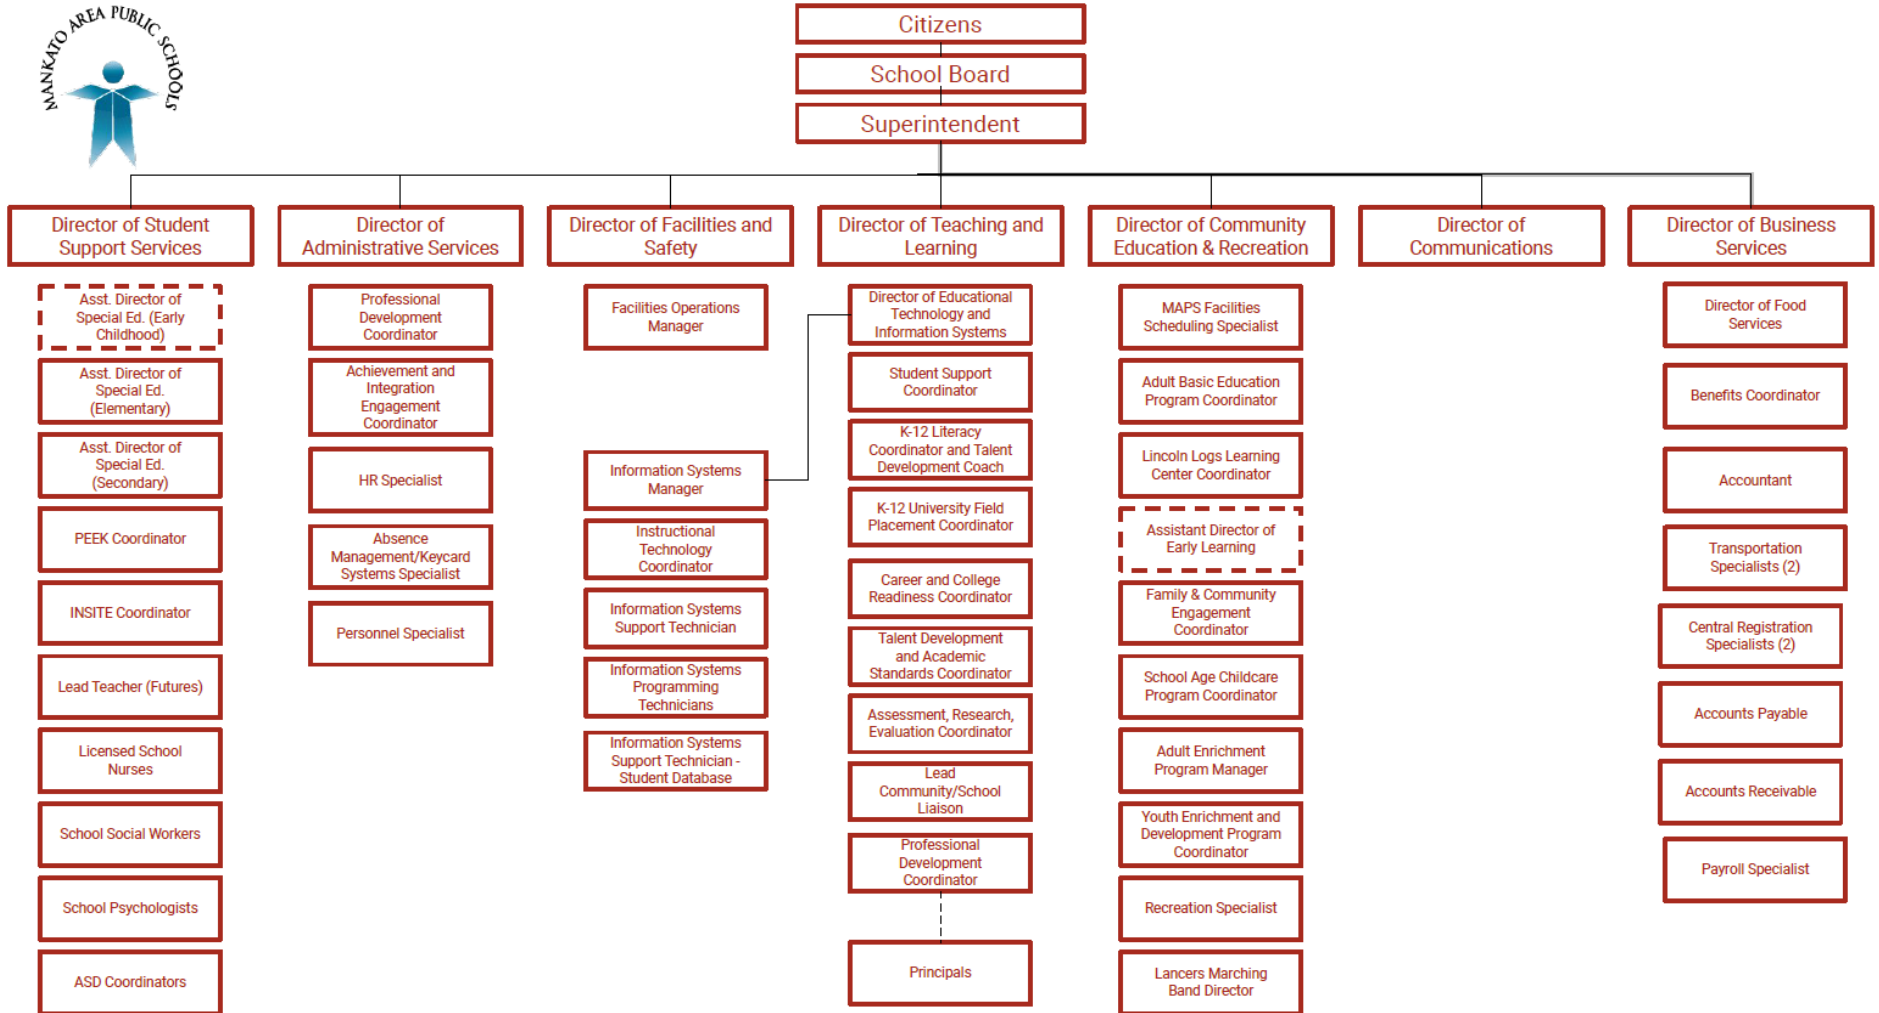 MANKATO AREA PUBLIC SCHOOLS
Citizens
School Board
Superintendent
Director of Student
Support Services
Asst. Director of
Special Ed. (Early
Childhood)
Asst. Director of
Special Ed.
(Elementary)
Asst. Director of
Special Ed.
(Secondary)
PEEK Coordinator
INSITE Coordinator
Lead Teacher (Futures)
Licensed School
Nurses
School Social Workers
School Psychologists
ASD Coordinators
Director of
Administrative Services
Professional
Development
Coordinator
Achievement and
Integration
Engagement
Coordinator
HR Specialist
Absence
Management/Keycard
Systems Specialist
Personnel Specialist
Director of Facilities and
Safety
Facilities Operations
Manager
Information Systems
Manager
Instructional
Technology
Coordinator
Information Systems
Support Technician
Information Systems
Programming
Technicians
Information Systems
Support Technician -
Student Database
Director of Teaching and
Learning
Director of Educational
Technology and
Information Systems
Student Support
Coordinator
K-12 Literacy
Coordinator and Talent
Development Coach
K-12 University Field
Placement Coordinator
Career and College
Readiness Coordinator
Talent Development
and Academic
Standards Coordinator
Assessment, Research,
Evaluation Coordinator
Lead
Community/School
Liaison
Professional
Development
Coordinator
Principals
Director of Community
Education & Recreation
MAPS Facilities
Scheduling Specialist
Adult Basic Education
Program Coordinator
Lincoln Logs Learning
Center Coordinator
Assistant Director of
Early Learning
Family & Community
Engagement
Coordinator
School Age Childcare
Program Coordinator
Adult Enrichment
Program Manager
Youth Enrichment and
Development Program
Coordinator
Recreation Specialist
Lancers Marching
Band Director
Director of
Communications
Director of Business
Services
Director of Food
Services
Benefits Coordinator
Accountant
Transportation
Specialists (2)
Central Registration
Specialists (2)
Accounts Payable
Accounts Receivable
Payroll Specialist